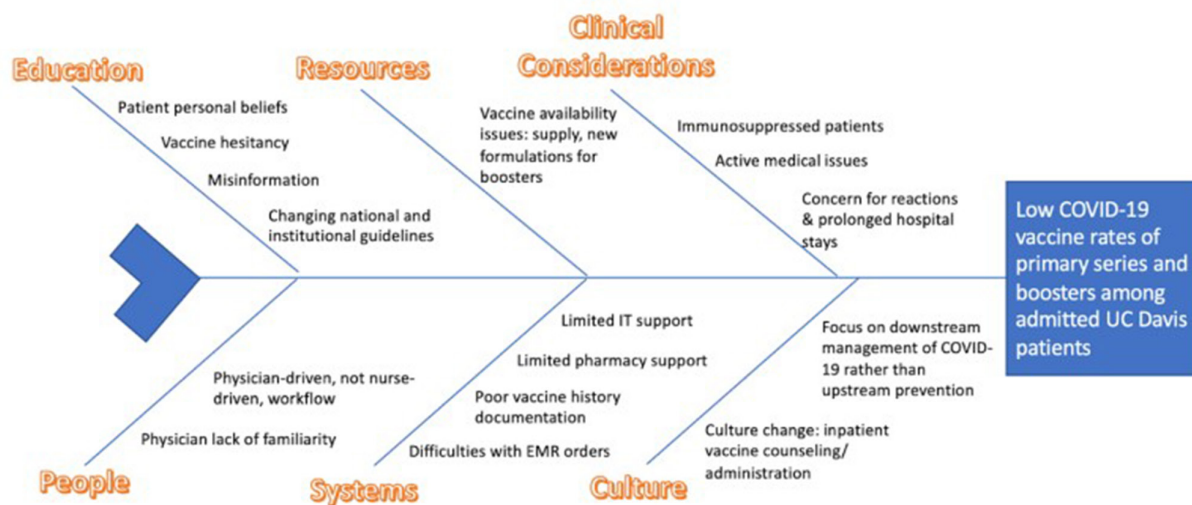 Education
Patient personal beliefs
Vaccine hesitancy
Misinformation
Changing national and
institutional guidelines
Resources
Vaccine availability
issues: supply, new
formulations for
boosters
Clinical
Considerations
Immunosuppressed patients
Active medical issues
Concern for reactions
& prolonged hospital
stays
Low COVID-19
vaccine rates of
primary series and
boosters among
admitted UC Davis
patients
Physician-driven, not nurse-
driven, workflow
Physician lack of familiarity
People
Limited IT support
Limited pharmacy support
Poor vaccine history
documentation
Difficulties with EMR orders
Systems
Focus on downstream
management of COVID-
19 rather than
upstream prevention
Culture change: inpatient
vaccine counseling/
administration
Culture